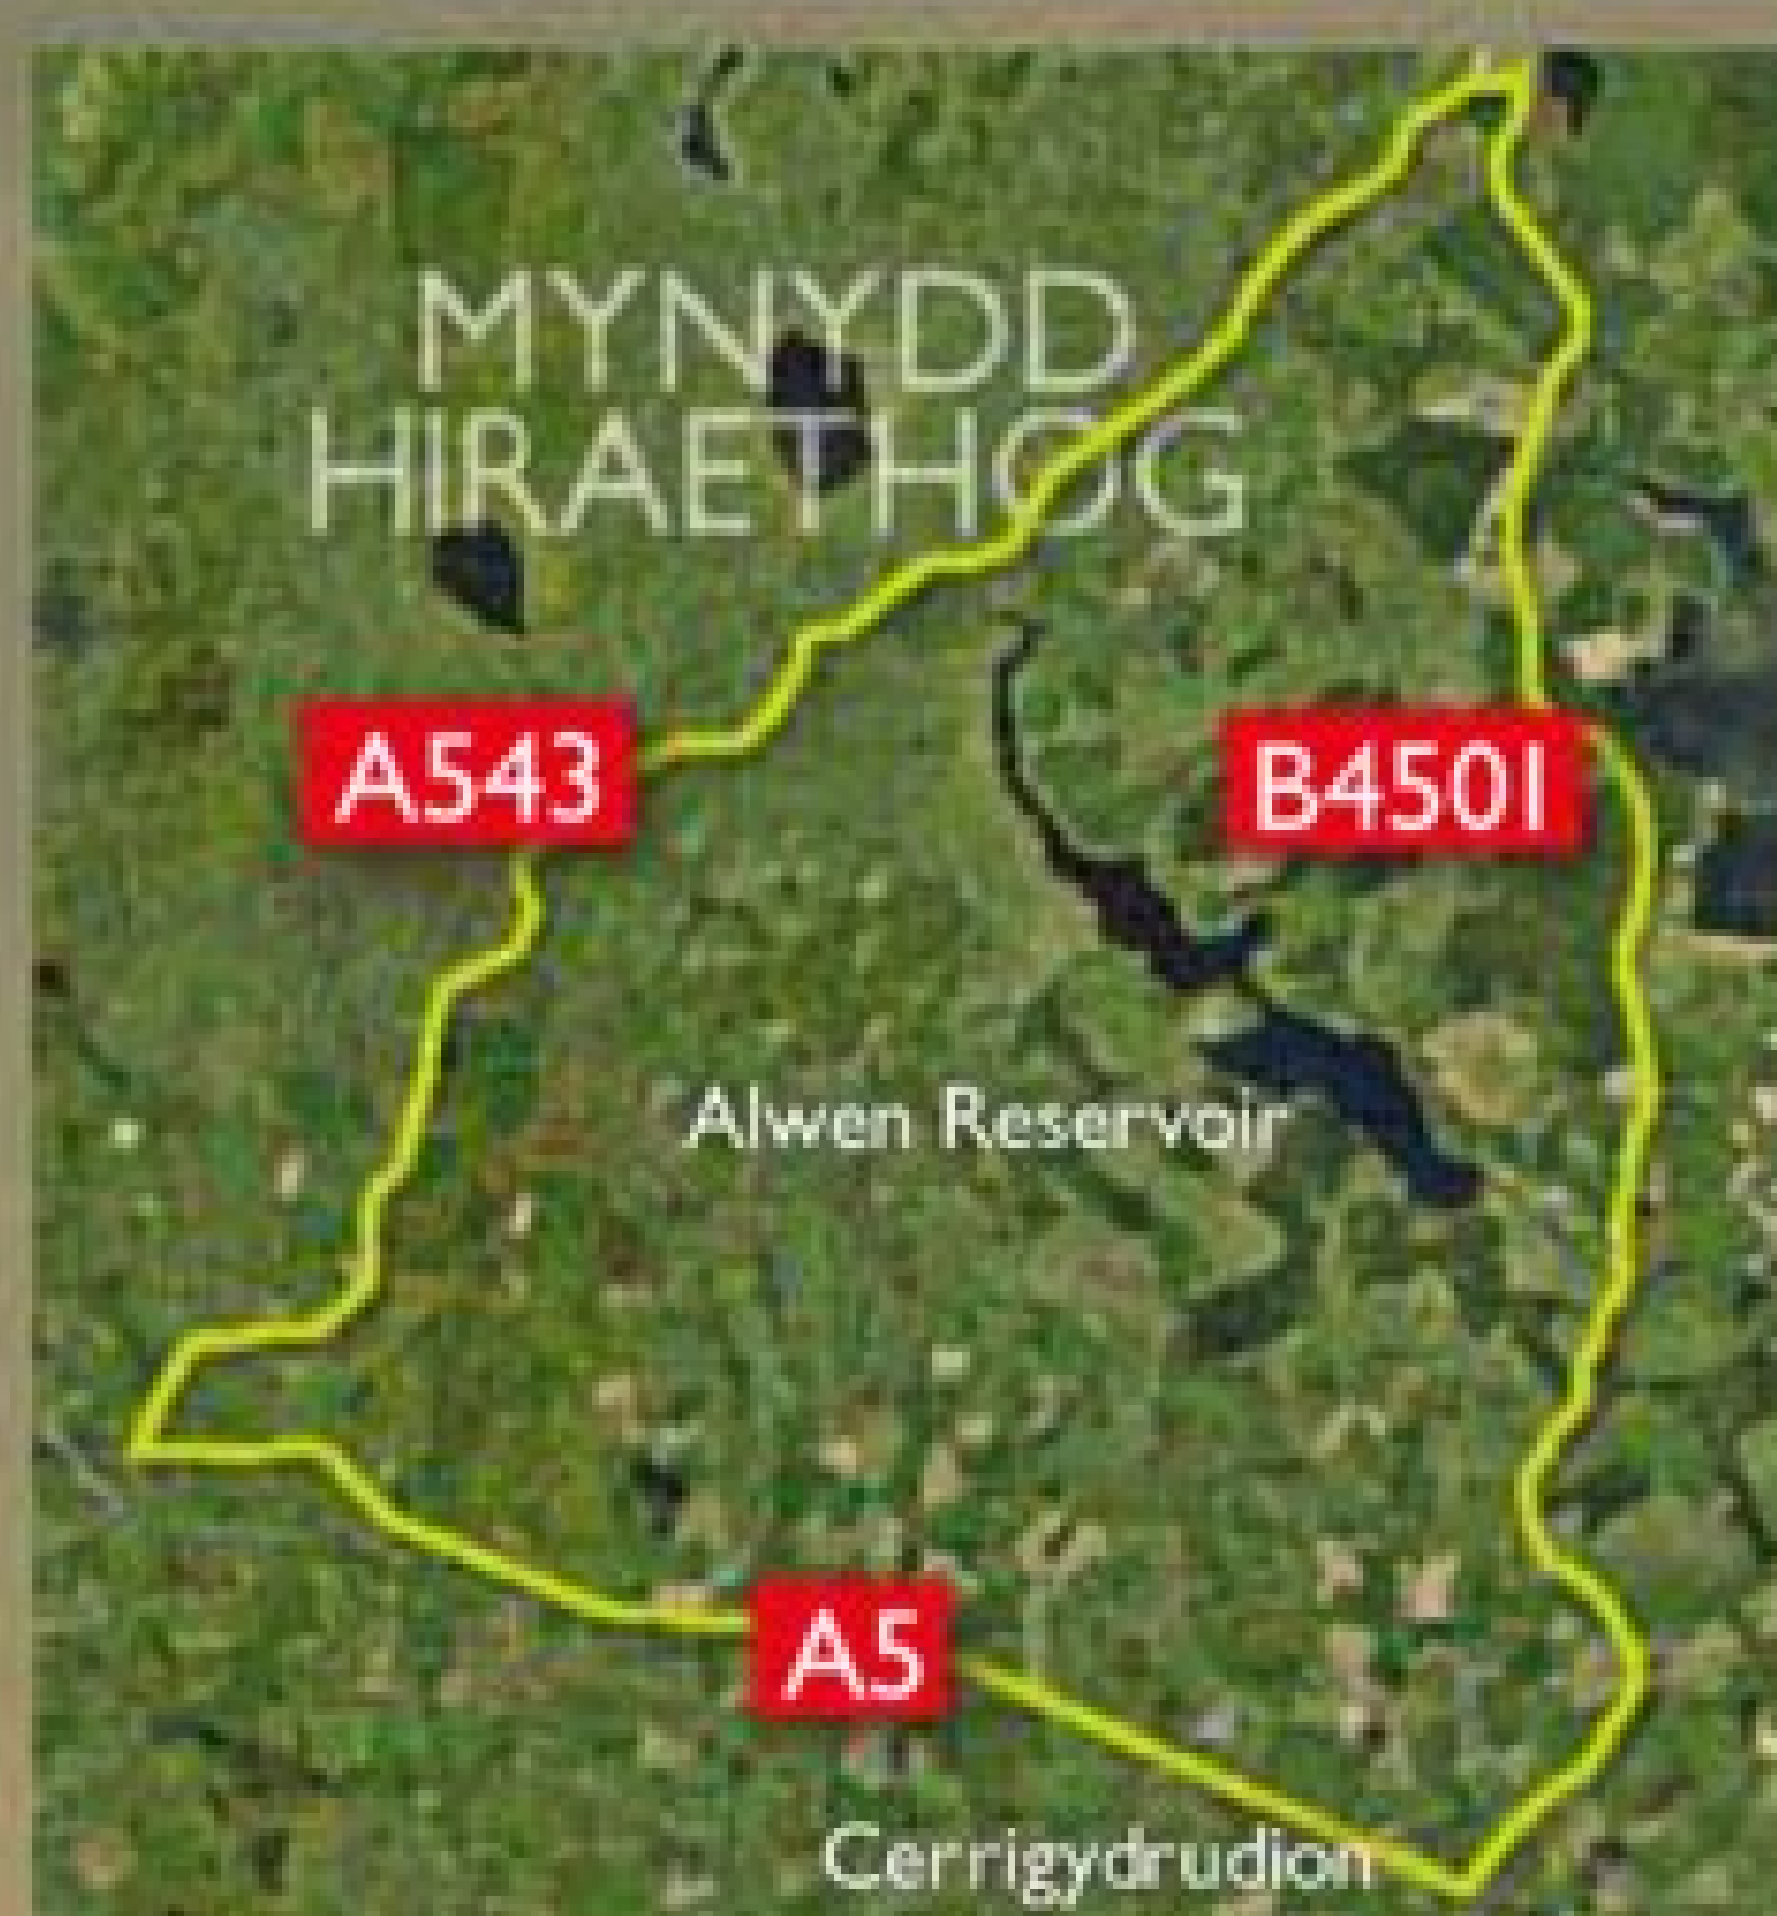 MYNYDD
HIRAETHOG
A543
B4501
Alwen Reservoir
A5
Cerrigydrudion